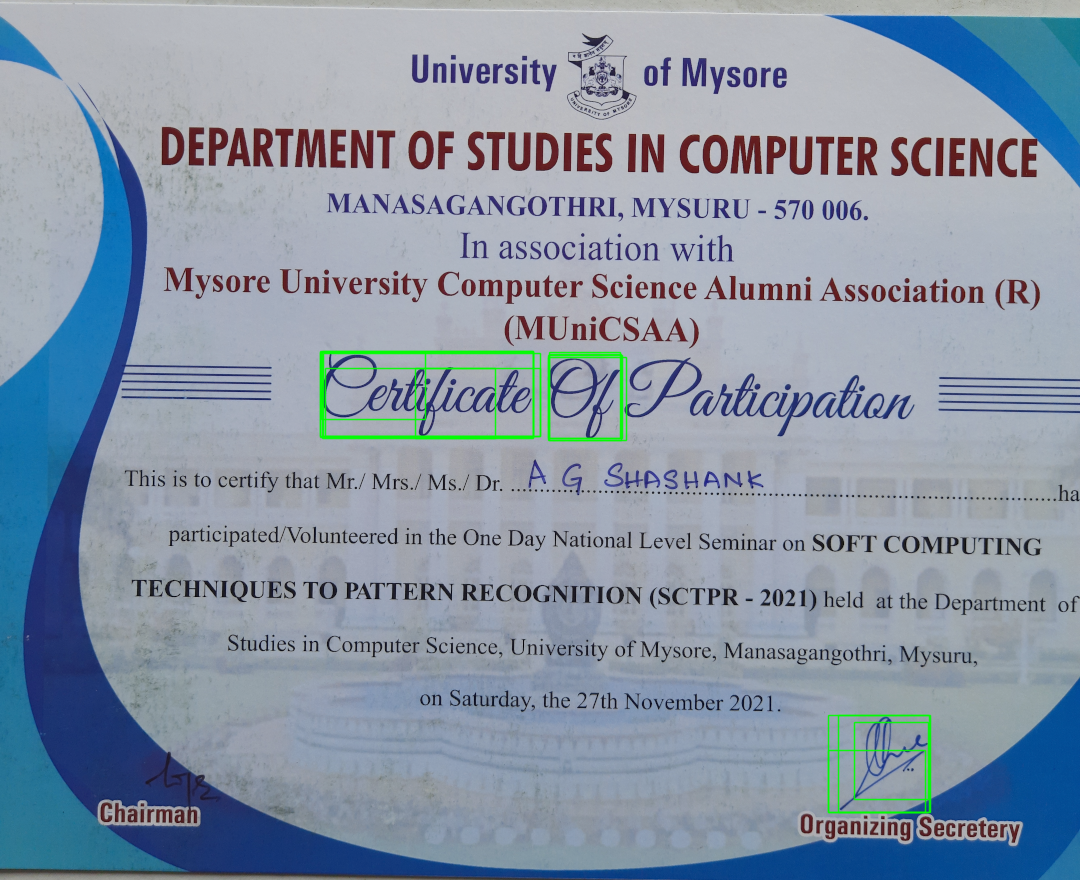 University of Mysore
UNIVERSITY OF MYSORE
DEPARTMENT OF STUDIES IN COMPUTER SCIENCE
MANASAGANGOTHRI, MYSURU - 570 006.
In association with
Mysore University Computer Science Alumni Association (R)
(MUniCSAA)
Certificate Of Participation
This is to certify that Mr./ Mrs./ Ms./ Dr. A G SHASHANK ha
participated/Volunteered in the One Day National Level Seminar on SOFT COMPUTING
TECHNIQUES TO PATTERN RECOGNITION (SCTPR - 2021) held at the Department of
Studies in Computer Science, University of Mysore, Manasagangothri, Mysuru,
on Saturday, the 27th November 2021.
Chairman
Organizing Secretery